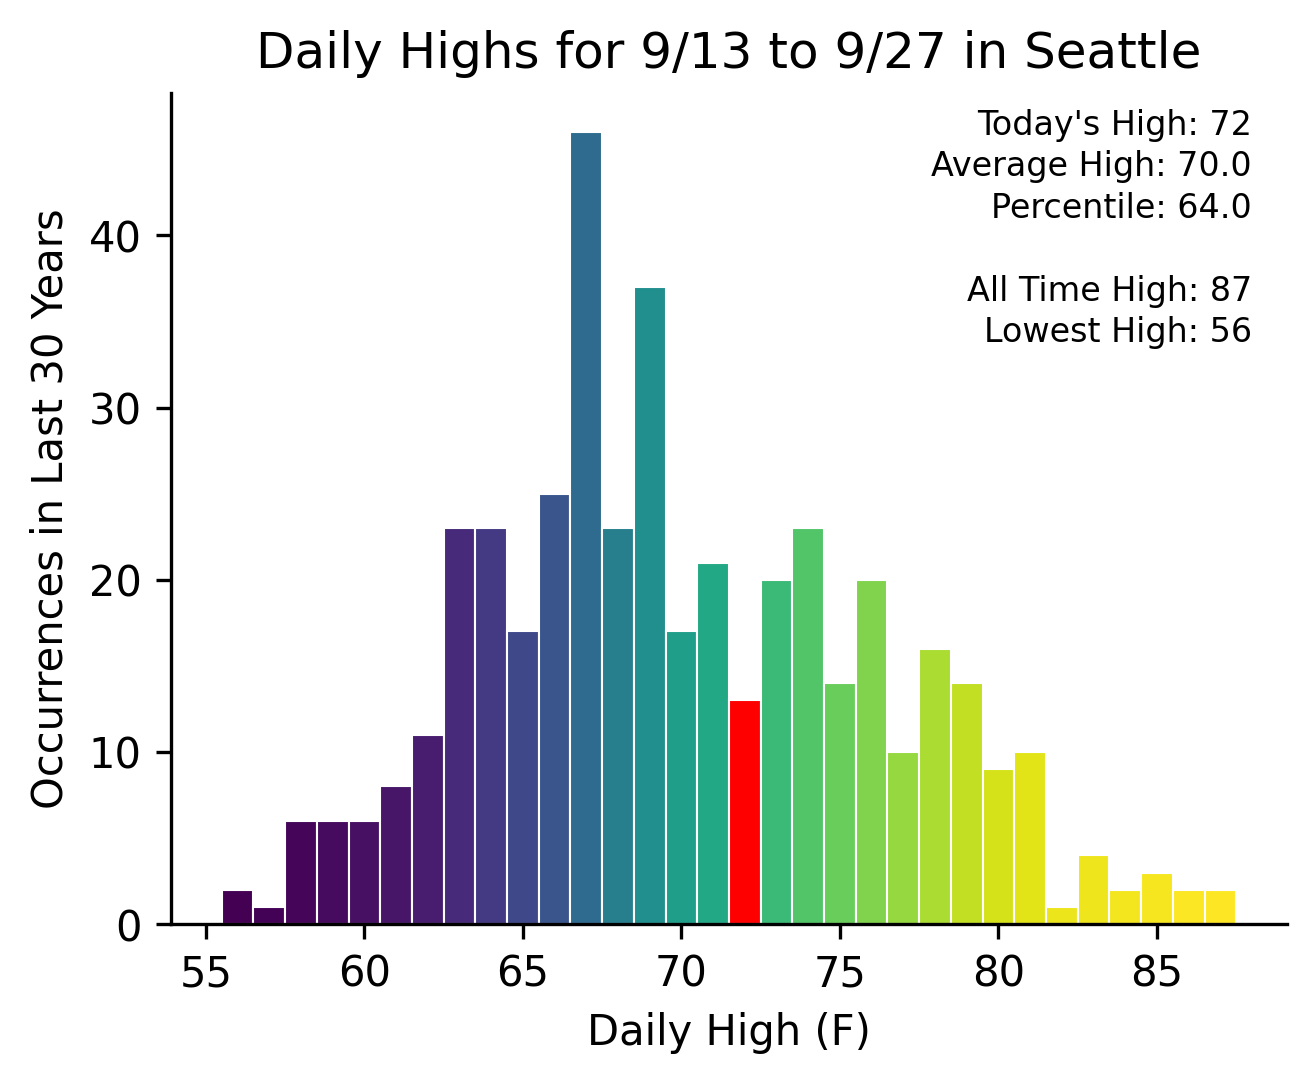 Daily Highs for 9/13 to 9/27 in Seattle
Today's High: 72
Average High: 70.0
Percentile: 64.0
All Time High: 87
Lowest High: 56
Occurrences in Last 30 Years
40
30
20
10
0
55 60 65 70 75 80 85
Daily High (F)